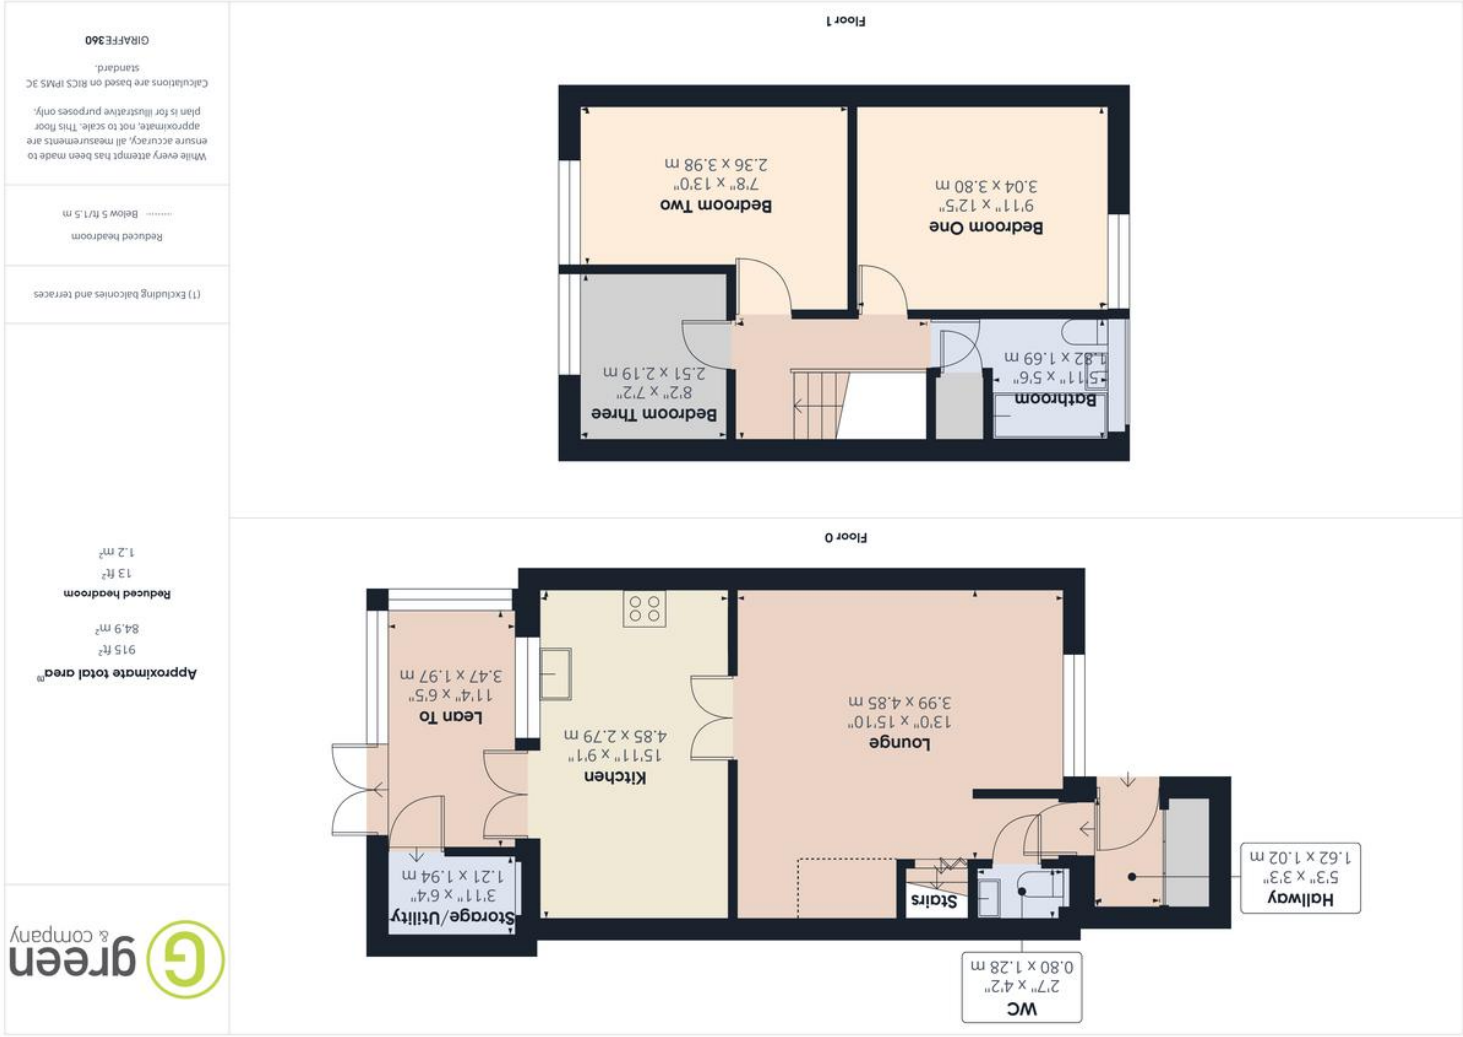 WC
2'7" x 4'2"
0.80 x 1.28 m
Hallway
5'3" x 3'3"
1.62 x 1.02 m
Stairs
Lounge
13'0" x 15'10"
3.99 x 4.85 m
Kitchen
15'11" x 9'1"
4.85 x 2.79 m
Storage/Utility
3'11" x 6'4"
1.21 x 1.94 m
Lean To
11'4" x 6'5"
3.47 x 1.97 m
Floor 0
Bathroom
5'11" x 5'6"
1.82 x 1.69 m
Bedroom Three
8'2" x 7'2"
2.51 x 2.19 m
Bedroom One
9'11" x 12'5"
3.04 x 3.80 m
Bedroom Two
7'8" x 13'0"
2.36 x 3.98 m
Floor 1
G green
& company
Approximate total area(1)
915 ft²
84.9 m²
Reduced headroom
13 ft²
1.2 m²
(1) Excluding balconies and terraces
Reduced headroom
Below 5 ft/1.5 m
While every attempt has been made to
ensure accuracy, all measurements are
approximate, not to scale. This floor
plan is for illustrative purposes only.
Calculations are based on RICS IPMS 3C
standard.
GIRAFFE360